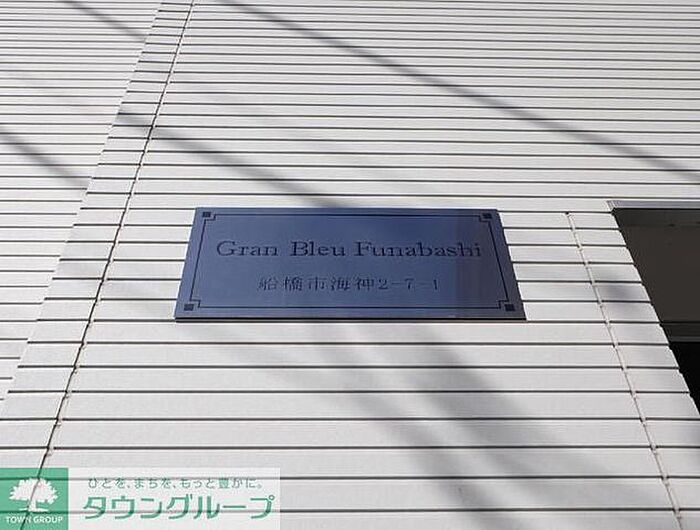 Gran Bleu Funabashi
船橋市海神2-7-1
ひとを、まちを、もっと豊かに。
タウングループ
TOWN GROUP